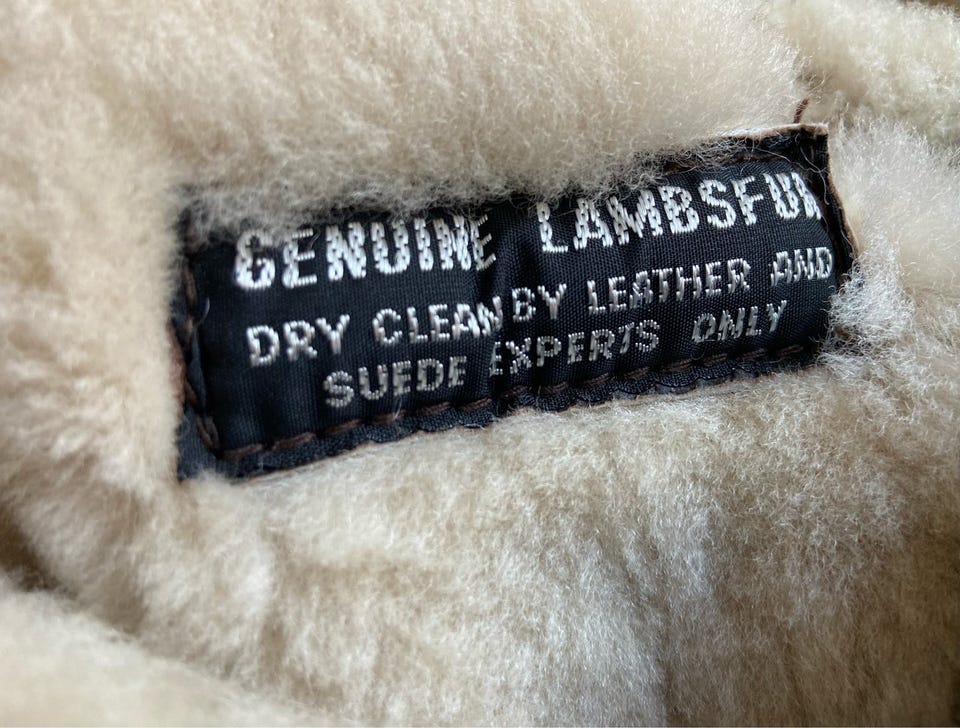 GENUINE LAMBSFUR
DRY CLEAN BY LEATHER AND
SUEDE EXPERTS ONLY